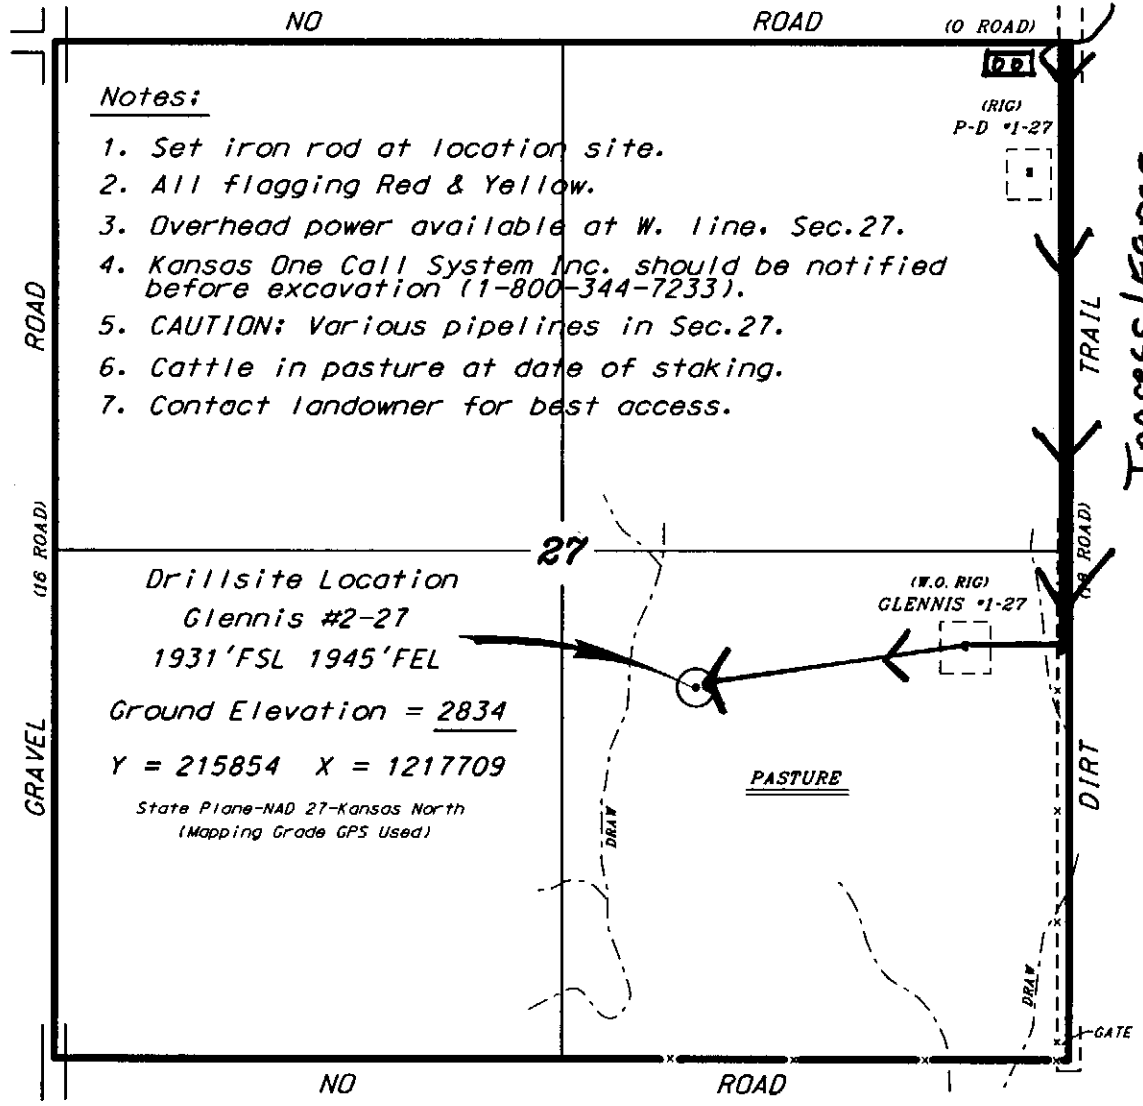 NO ROAD (O ROAD)
Notes:
1. Set iron rod at location site.
2. All flagging Red & Yellow.
3. Overhead power available at W. line, Sec.27.
4. Kansas One Call System Inc. should be notified
before excavation (1-800-344-7233).
5. CAUTION: Various pipelines in Sec.27.
6. Cattle in pasture at date of staking.
7. Contact landowner for best access.
(RIG)
P-D #1-27
ROAD
(16 ROAD)
GRAVEL
TRAIL
ROAD)
DIRT
27
Drillsite Location
Glennis #2-27
1931'FSL 1945'FEL
Ground Elevation = 2834
Y = 215854 X = 1217709
State Plane-NAD 27-Kansas North
(Mapping Grade GPS Used)
(W.O. RIG)
GLENNIS #1-27
PASTURE
DRAW
DRAW
GATE
NO ROAD